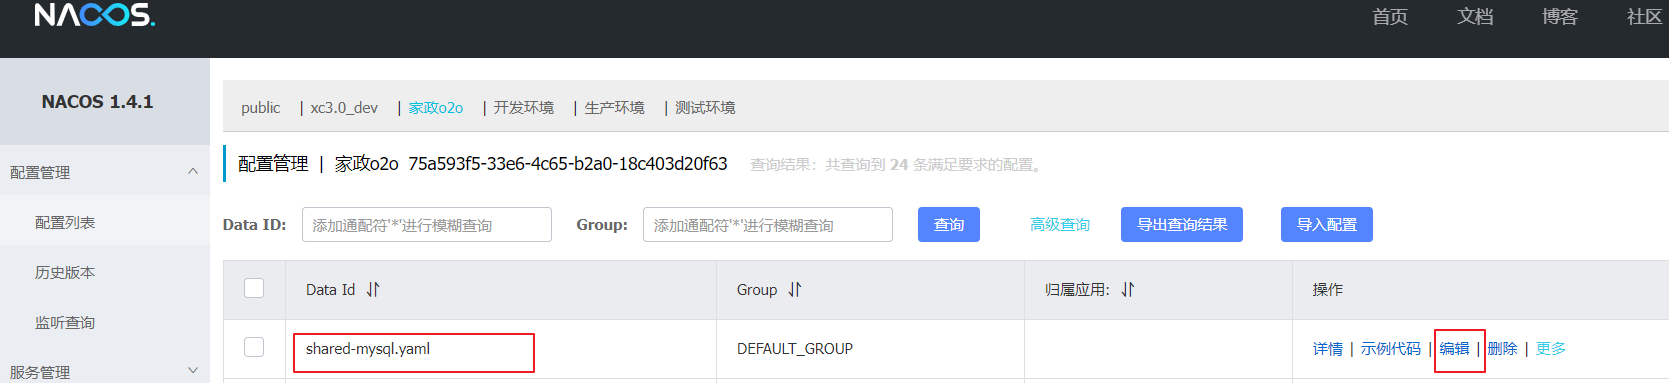 NACOS.
首页 文档 博客 社区
NACOS 1.4.1
public | xc3.0_dev | 家政o2o | 开发环境 | 生产环境 | 测试环境
配置管理
配置管理 | 家政o2o 75a593f5-33e6-4c65-b2a0-18c403d20f63 查询结果：共查询到 24 条满足要求的配置。
配置列表
Data ID: 添加通配符'*'进行模糊查询 Group: 添加通配符'*'进行模糊查询 查询 高级查询 导出查询结果 导入配置
历史版本
Data Id Group 归属应用: 操作
监听查询
shared-mysql.yaml DEFAULT_GROUP 详情 | 示例代码 | 编辑 | 删除 | 更多
服务管理